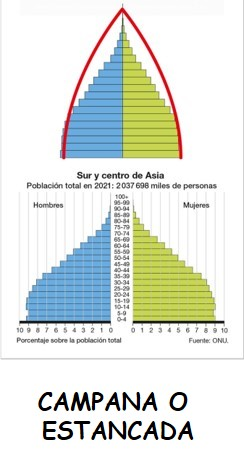 Sur y centro de Asia
Población total en 2021: 2 037 698 miles de personas
Hombres
Mujeres
100+
95-99
90-94
85-89
80-84
75-79
70-74
65-69
60-64
55-59
50-54
45-49
40-44
35-39
30-34
25-29
20-24
15-19
10-14
5-9
0-4
10 9 8 7 6 5 4 3 2 1 0
0 1 2 3 4 5 6 7 8 9 10
Porcentaje sobre la población total
Fuente: ONU.
CAMPANA O
ESTANCADA